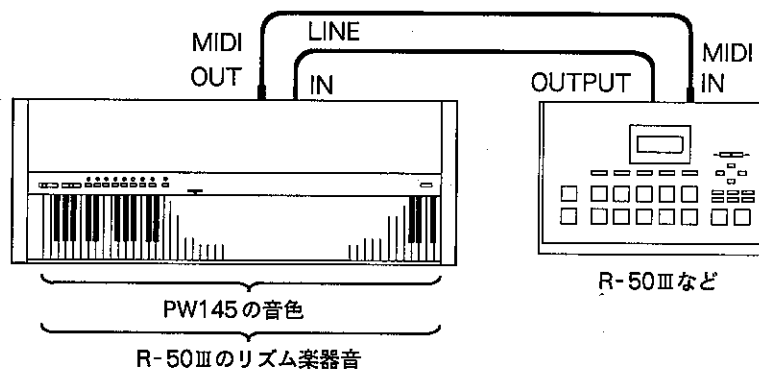 MIDI
OUT
LINE
IN
OUTPUT
MIDI
IN
R-50Ⅲなど
PW145の音色
R-50Ⅲのリズム楽器音